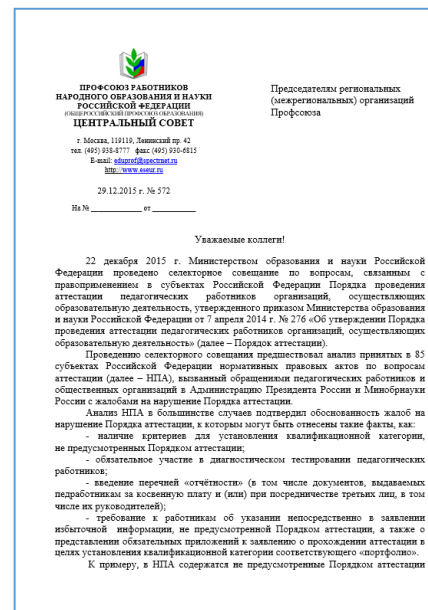 ПРОФСОЮЗ РАБОТНИКОВ
НАРОДНОГО ОБРАЗОВАНИЯ И НАУКИ
РОССИЙСКОЙ ФЕДЕРАЦИИ
(ОБЩЕРОССИЙСКИЙ ПРОФСОЮЗ ОБРАЗОВАНИЯ)
ЦЕНТРАЛЬНЫЙ СОВЕТ
г. Москва, 119119, Ленинский пр. 42
тел. (495) 938-8777 факс (495) 930-6815
E-mail: eduprof@spectrnet.ru
http://www.eseur.ru
29.12.2015 г. № 572
На № ____________ от ____________
Председателям региональных
(межрегиональных) организаций
Профсоюза
Уважаемые коллеги!
22 декабря 2015 г. Министерством образования и науки Российской
Федерации проведено селекторное совещание по вопросам, связанным с
правоприменением в субъектах Российской Федерации Порядка проведения
аттестации педагогических работников организаций, осуществляющих
образовательную деятельность, утвержденного приказом Министерства образования
и науки Российской Федерации от 7 апреля 2014 г. № 276 «Об утверждении Порядка
проведения аттестации педагогических работников организаций, осуществляющих
образовательную деятельность» (далее – Порядок аттестации).
Проведению селекторного совещания предшествовал анализ принятых в 85
субъектах Российской Федерации нормативных правовых актов по вопросам
аттестации (далее – НПА), вызванный обращениями педагогических работников и
общественных организаций в Администрацию Президента России и Минобрнауки
России с жалобами на нарушение Порядка аттестации.
Анализ НПА в большинстве случаев подтвердил обоснованность жалоб на
нарушение Порядка аттестации, к которым могут быть отнесены такие факты, как:
- наличие критериев для установления квалификационной категории,
не предусмотренных Порядком аттестации;
- обязательное участие в диагностическом тестировании педагогических
работников;
- введение перечней «отчётности» (в том числе документов, выдаваемых
педработникам за косвенную плату и (или) при посредничестве третьих лиц, в том
числе их руководителей);
- требование к работникам об указании непосредственно в заявлении
избыточной информации, не предусмотренной Порядком аттестации, а также о
представлении обязательных приложений к заявлению о прохождении аттестации в
целях установления квалификационной категории соответствующего «портфолио».
К примеру, в НПА содержатся не предусмотренные Порядком аттестации